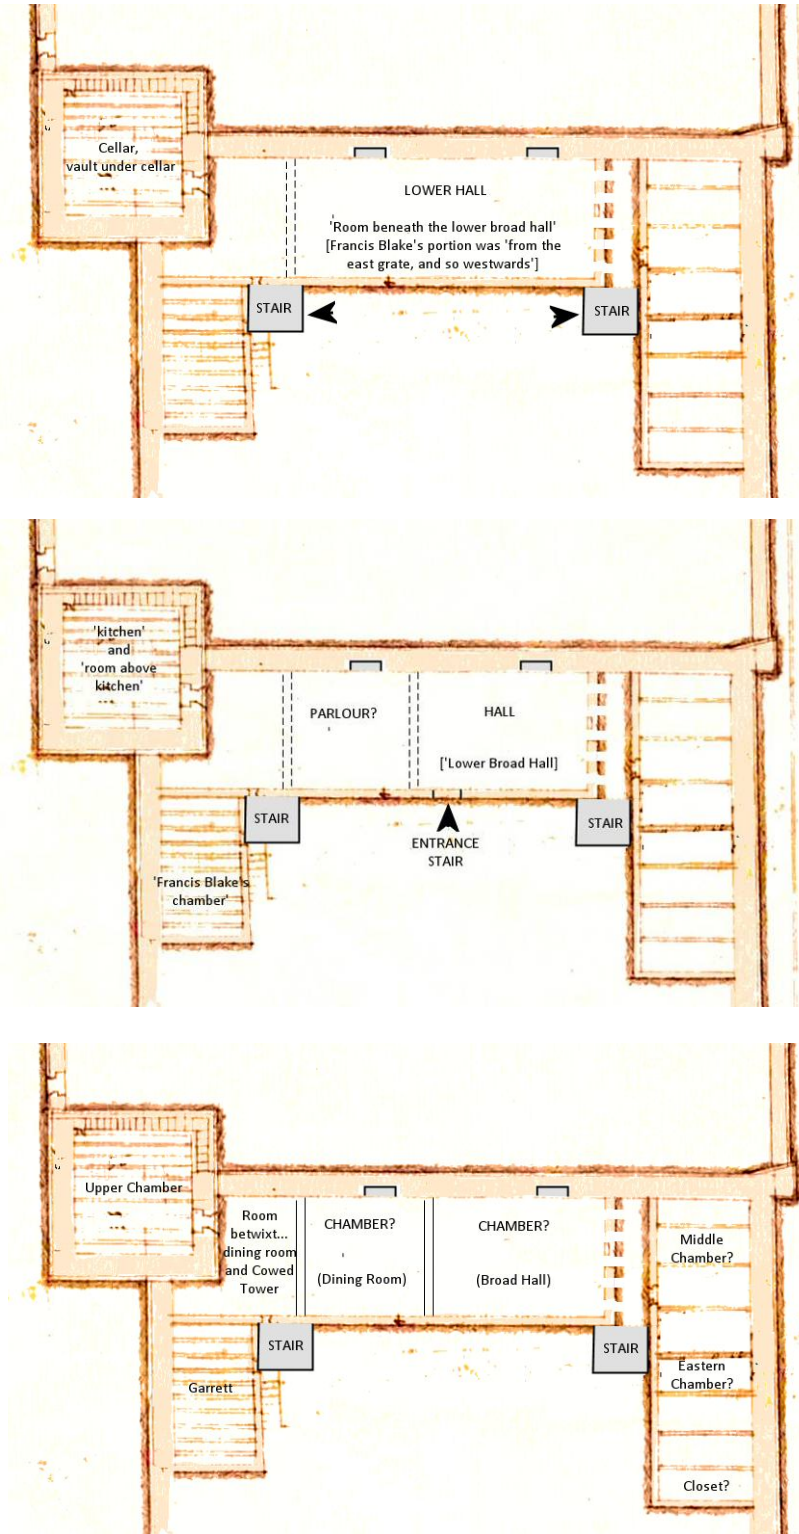 Cellar,
vault under cellar
LOWER HALL
'Room beneath the lower broad hall'
[Francis Blake's portion was 'from the
east grate, and so westwards']
STAIR
STAIR
'kitchen'
and
'room above
kitchen'
PARLOUR?
HALL
['Lower Broad Hall]
STAIR
STAIR
ENTRANCE
STAIR
'Francis Blake's
chamber'
Upper Chamber
Room
betwixt...
dining room
and Cowed
Tower
CHAMBER?
(Dining Room)
CHAMBER?
(Broad Hall)
Middle
Chamber?
STAIR
STAIR
Eastern
Chamber?
Garrett
Closet?